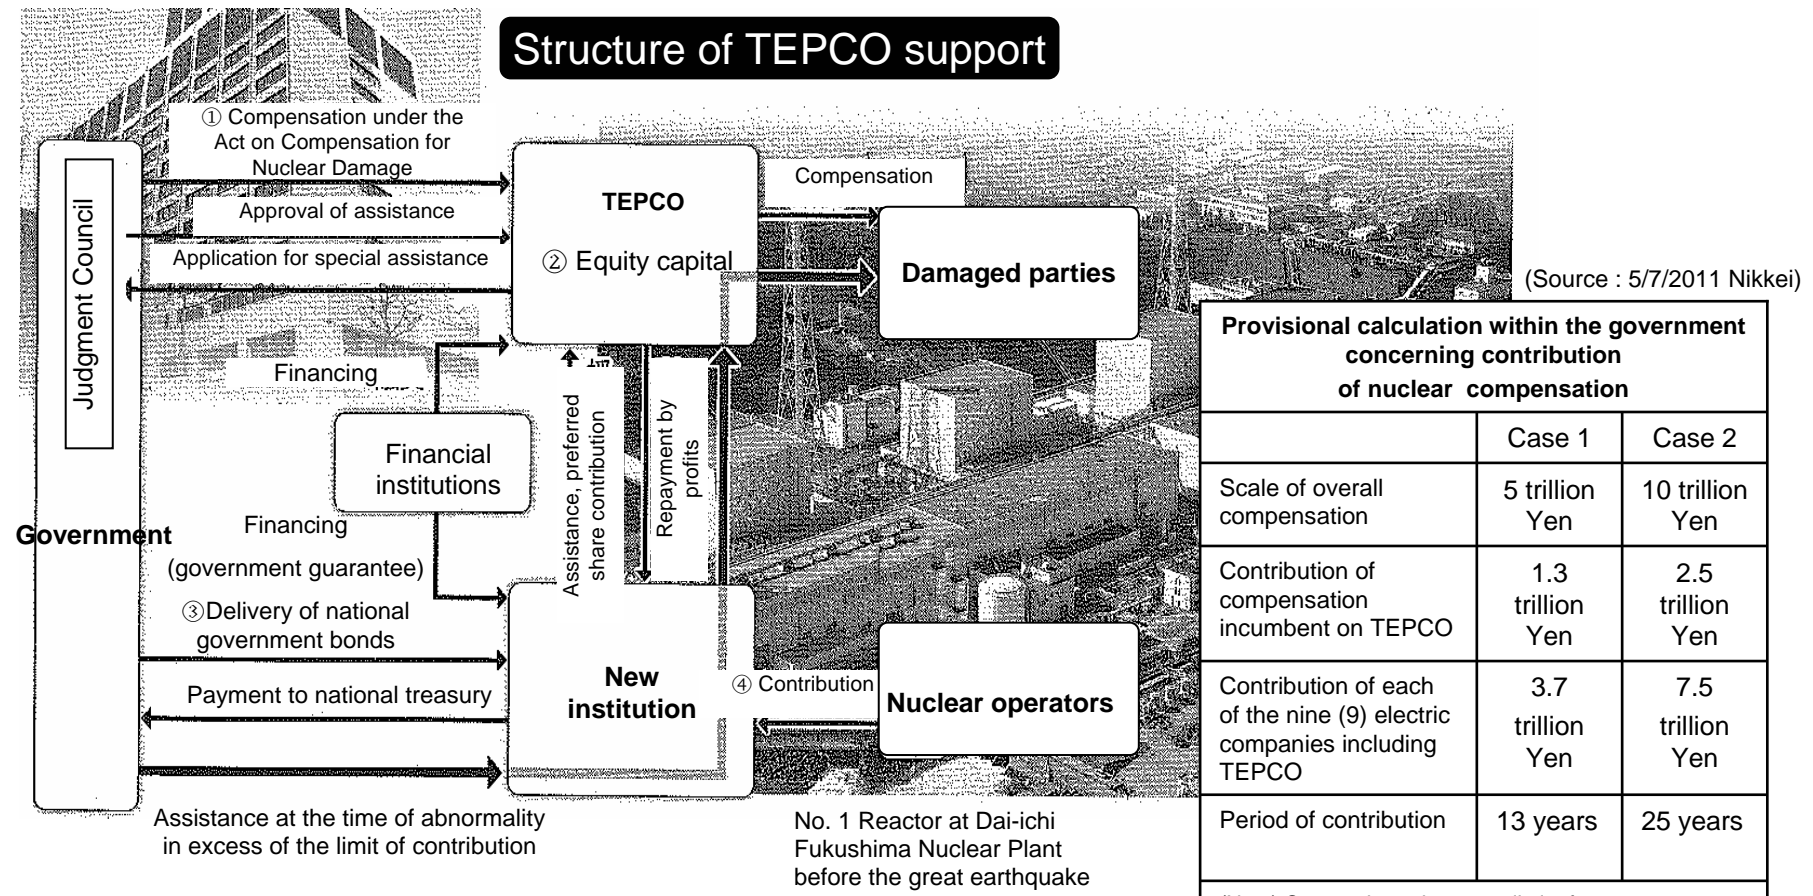 Structure of TEPCO support
① Compensation under the
Act on Compensation for
Nuclear Damage
Approval of assistance
Application for special assistance
Judgment Council
Government
TEPCO
② Equity capital
Compensation
Damaged parties
Financing
Financial
institutions
Financing
(government guarantee)
Assistance, preferred
share contribution
Repayment by
profits
③Delivery of national
government bonds
Payment to national treasury
New
institution
④ Contribution
Nuclear operators
Assistance at the time of abnormality
in excess of the limit of contribution
No. 1 Reactor at Dai-ichi
Fukushima Nuclear Plant
before the great earthquake
(Source : 5/7/2011 Nikkei)
Provisional calculation within the government
concerning contribution
of nuclear compensation
Case 1 Case 2
Scale of overall
compensation
5 trillion
Yen
10 trillion
Yen
Contribution of
compensation
incumbent on TEPCO
1.3
trillion
Yen
2.5
trillion
Yen
Contribution of each
of the nine (9) electric
companies including
TEPCO
3.7
trillion
Yen
7.5
trillion
Yen
Period of contribution
13 years
25 years